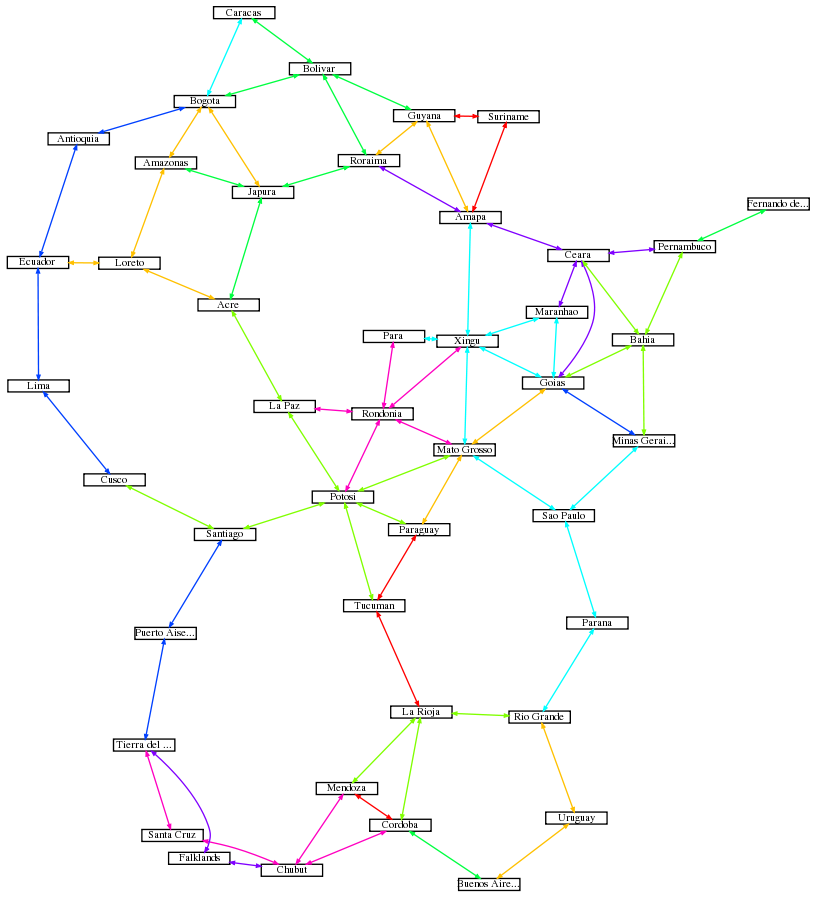 Caracas
Bolivar
Bogota
Guyana
Suriname
Antioquia
Amazonas
Roraima
Japura
Fernando de...
Amapa
Pernambuco
Ceara
Ecuador
Loreto
Acre
Maranhao
Para
Xingu
Bahia
Lima
Goias
La Paz
Rondonia
Minas Gerai...
Mato Grosso
Cusco
Potosi
Sao Paulo
Santiago
Paraguay
Tucuman
Parana
Puerto Aise...
La Rioja
Rio Grande
Tierra del ...
Mendoza
Uruguay
Cordoba
Santa Cruz
Falklands
Chubut
Buenos Aire...